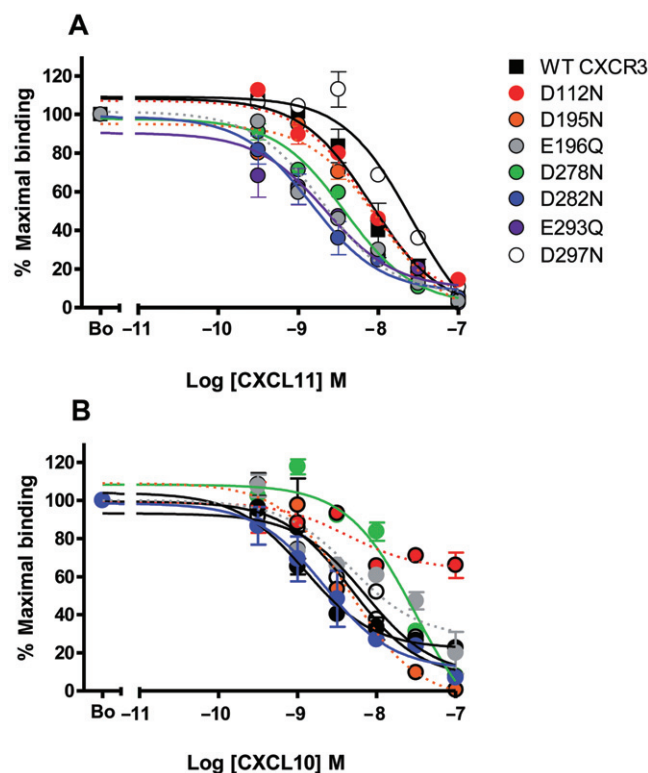 A
120
100
80
60
40
20
0
% Maximal binding
Bo −11 −10 −9 −8 −7
Log [CXCL11] M
WT CXCR3
D112N
D195N
E196Q
D278N
D282N
E293Q
D297N
B
120
100
80
60
40
20
0
% Maximal binding
Bo −11 −10 −9 −8 −7
Log [CXCL10] M